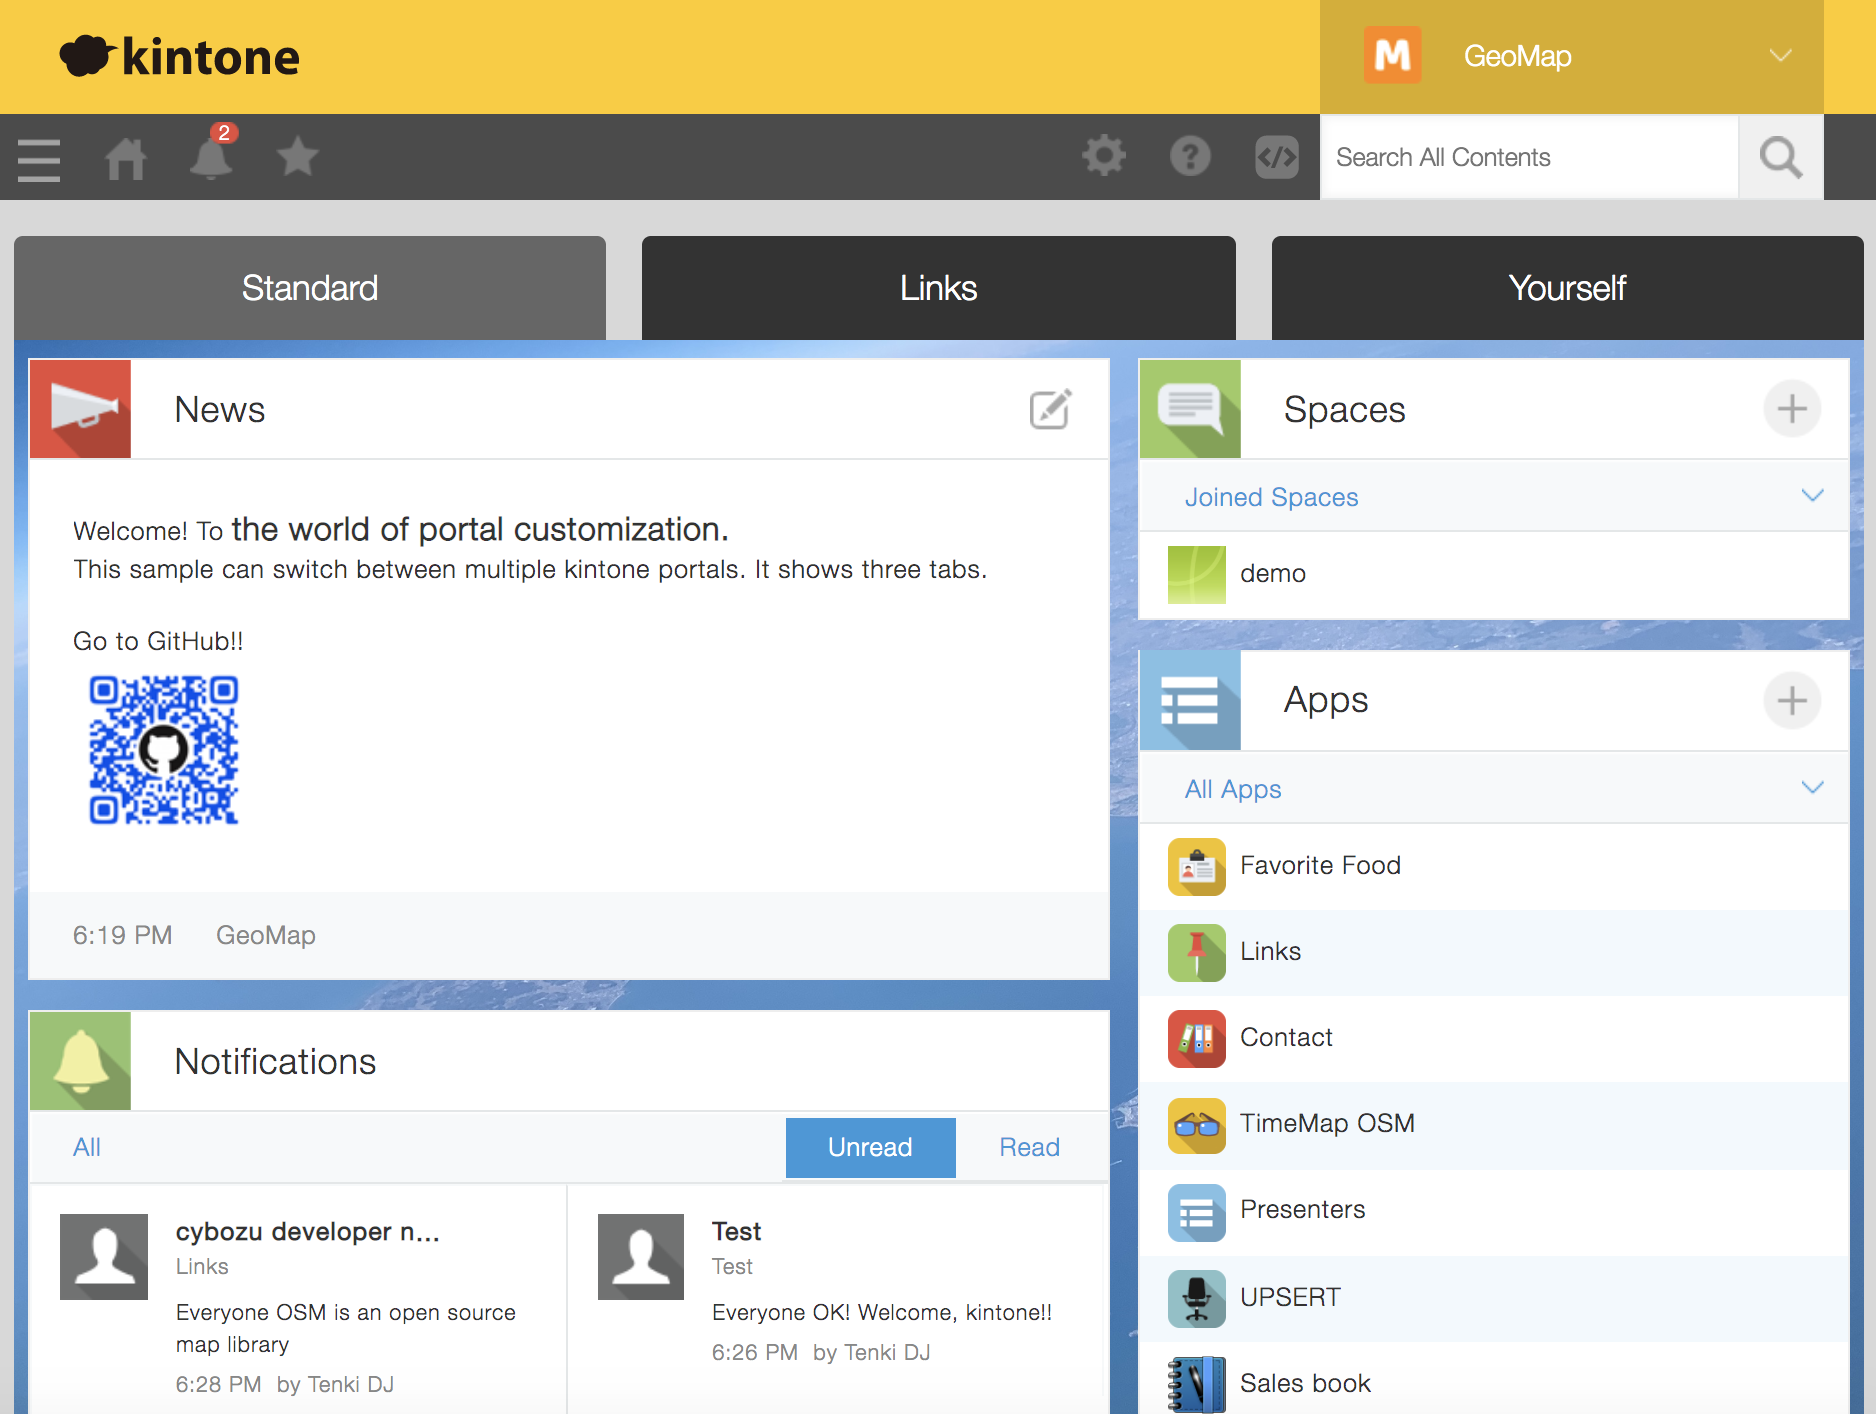 kintone
M GeoMap
2
</> Search All Contents
Standard
Links
Yourself
News
Welcome! To the world of portal customization.
This sample can switch between multiple kintone portals. It shows three tabs.
Go to GitHub!!
6:19 PM GeoMap
Notifications
All
Unread
Read
cybozu developer n...
Links
Everyone OSM is an open source
map library
6:28 PM by Tenki DJ
Test
Test
Everyone OK! Welcome, kintone!!
6:26 PM by Tenki DJ
Spaces
Joined Spaces
demo
Apps
All Apps
Favorite Food
Links
Contact
TimeMap OSM
Presenters
UPSERT
Sales book